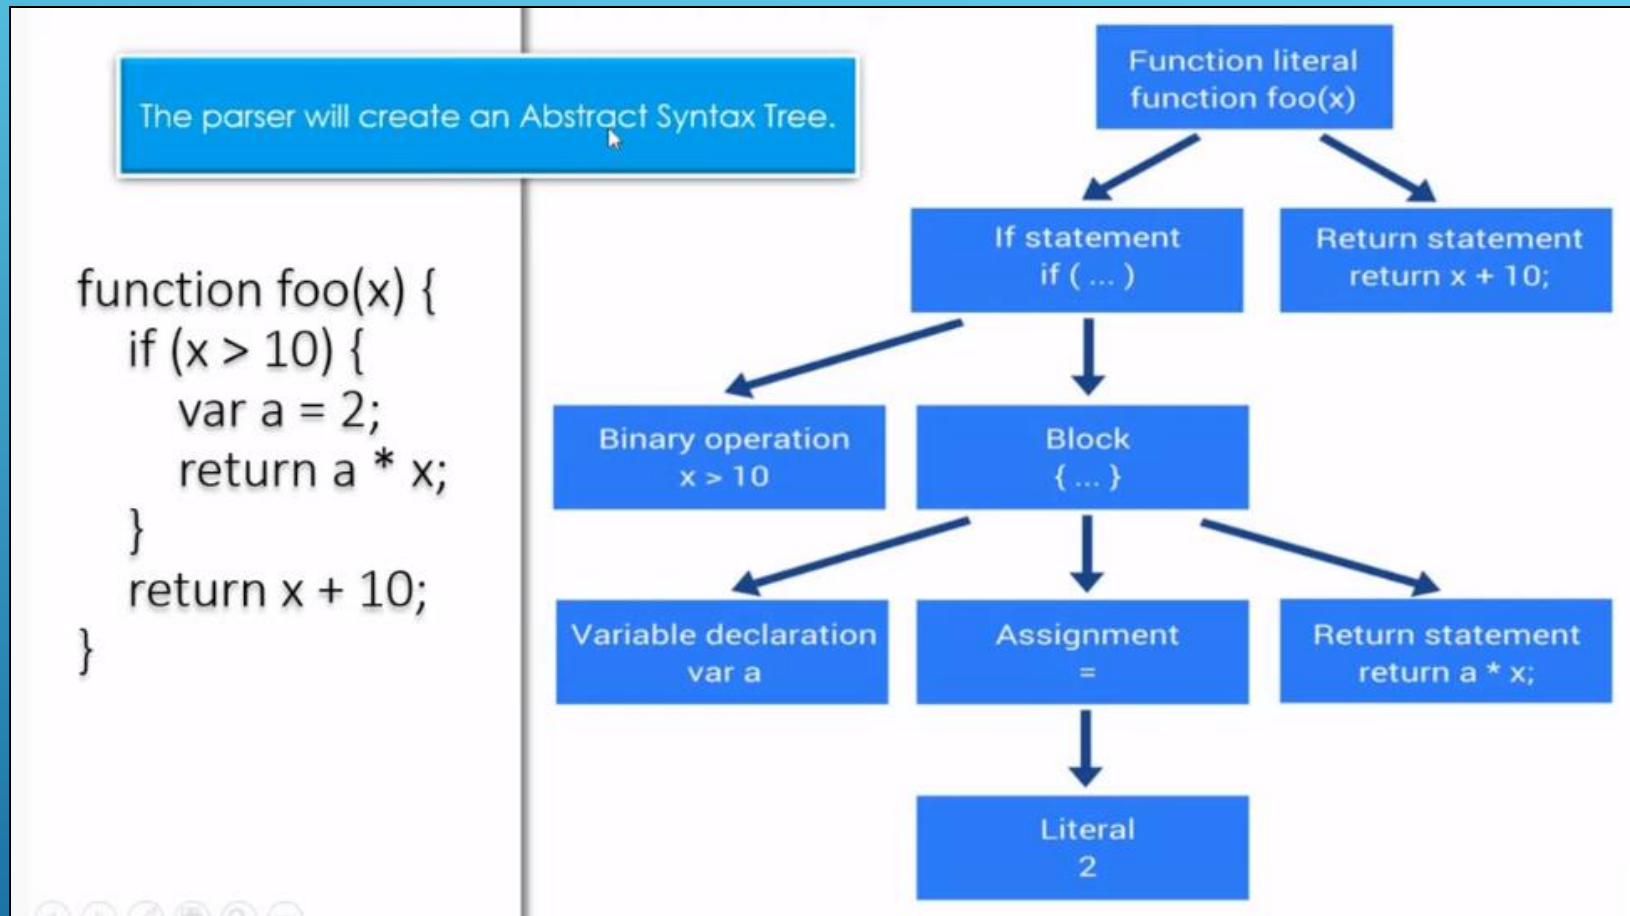 The parser will create an Abstract Syntax Tree.
function foo(x) {
if (x > 10) {
var a = 2;
return a * x;
}
return x + 10;
}
Function literal
function foo(x)
If statement
if ( ... )
Return statement
return x + 10;
Binary operation
x > 10
Block
{ ... }
Variable declaration
var a
Assignment
=
Return statement
return a * x;
Literal
2